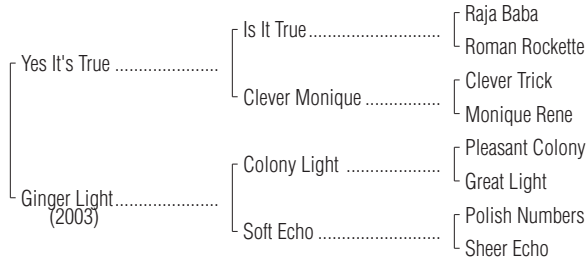 Raja Baba
Is It True
Roman Rockette
Yes It's True
Clever Trick
Clever Monique
Monique Rene
Pleasant Colony
Colony Light
Great Light
Ginger Light
(2003)
Polish Numbers
Soft Echo
Sheer Echo